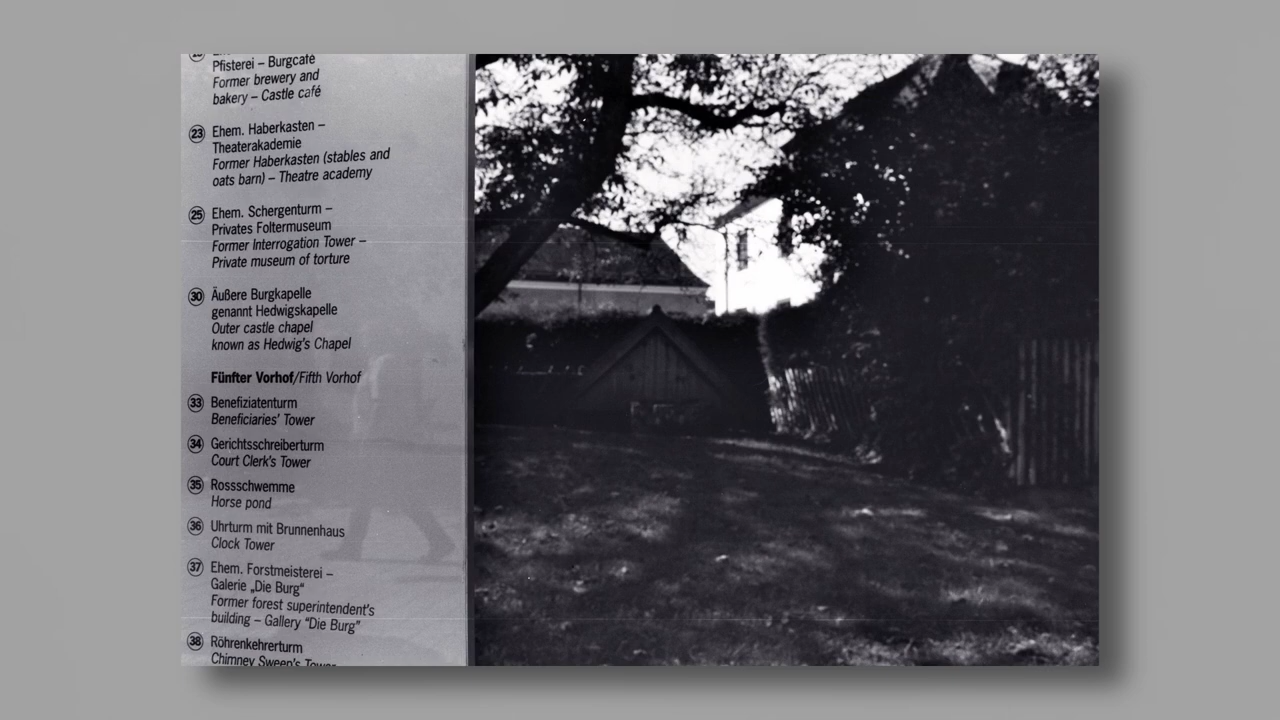 Pfisterei – Burgcafé
Former brewery and
bakery – Castle café
23 Ehem. Haberkasten –
Theaterakademie
Former Haberkasten (stables and
oats barn) – Theatre academy
25 Ehem. Schergenturm –
Privates Foltermuseum
Former Interrogation Tower –
Private museum of torture
30 Äußere Burgkapelle
genannt Hedwigskapelle
Outer castle chapel
known as Hedwig's Chapel
Fünfter Vorhof/Fifth Vorhof
33 Benefiziatenturm
Beneficiaries' Tower
34 Gerichtsschreiberturm
Court Clerk's Tower
35 Rossschwemme
Horse pond
36 Uhrturm mit Brunnenhaus
Clock Tower
37 Ehem. Forstmeisterei –
Galerie „Die Burg"
Former forest superintendent's
building – Gallery "Die Burg"
38 Röhrenkehrerturm
Chimney Sweep's Tower